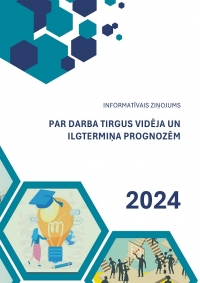 INFORMATĪVAIS ZIŅOJUMS
PAR DARBA TIRGUS VIDĒJA UN
ILGTERMIŅA PROGNOZĒM
2024